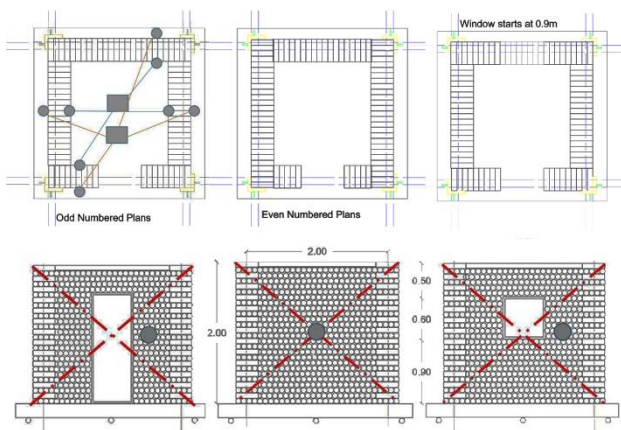 Window starts at 0.9m
Odd Numbered Plans
Even Numbered Plans
2.00
2.00
0.50
0.60
0.90